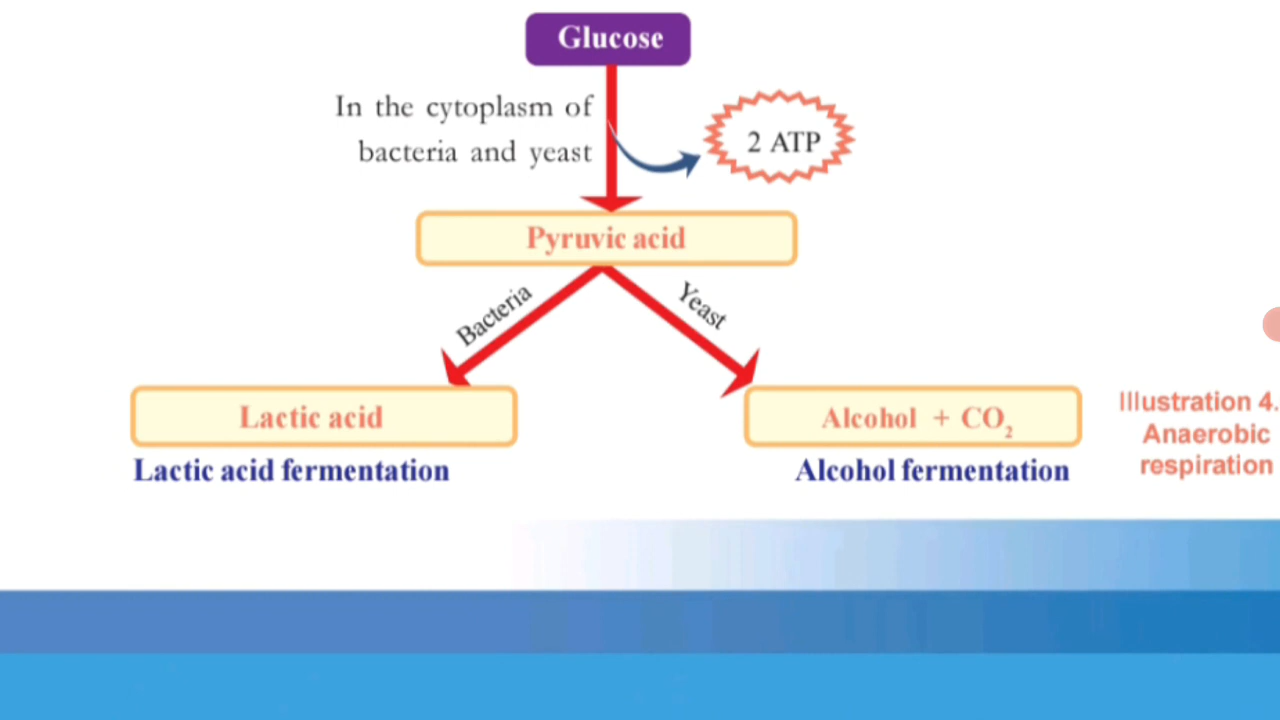 Glucose
In the cytoplasm of
bacteria and yeast
2 ATP
Pyruvic acid
Bacteria
Yeast
Lactic acid
Alcohol + CO₂
Lactic acid fermentation
Alcohol fermentation
Illustration 4.
Anaerobic
respiration